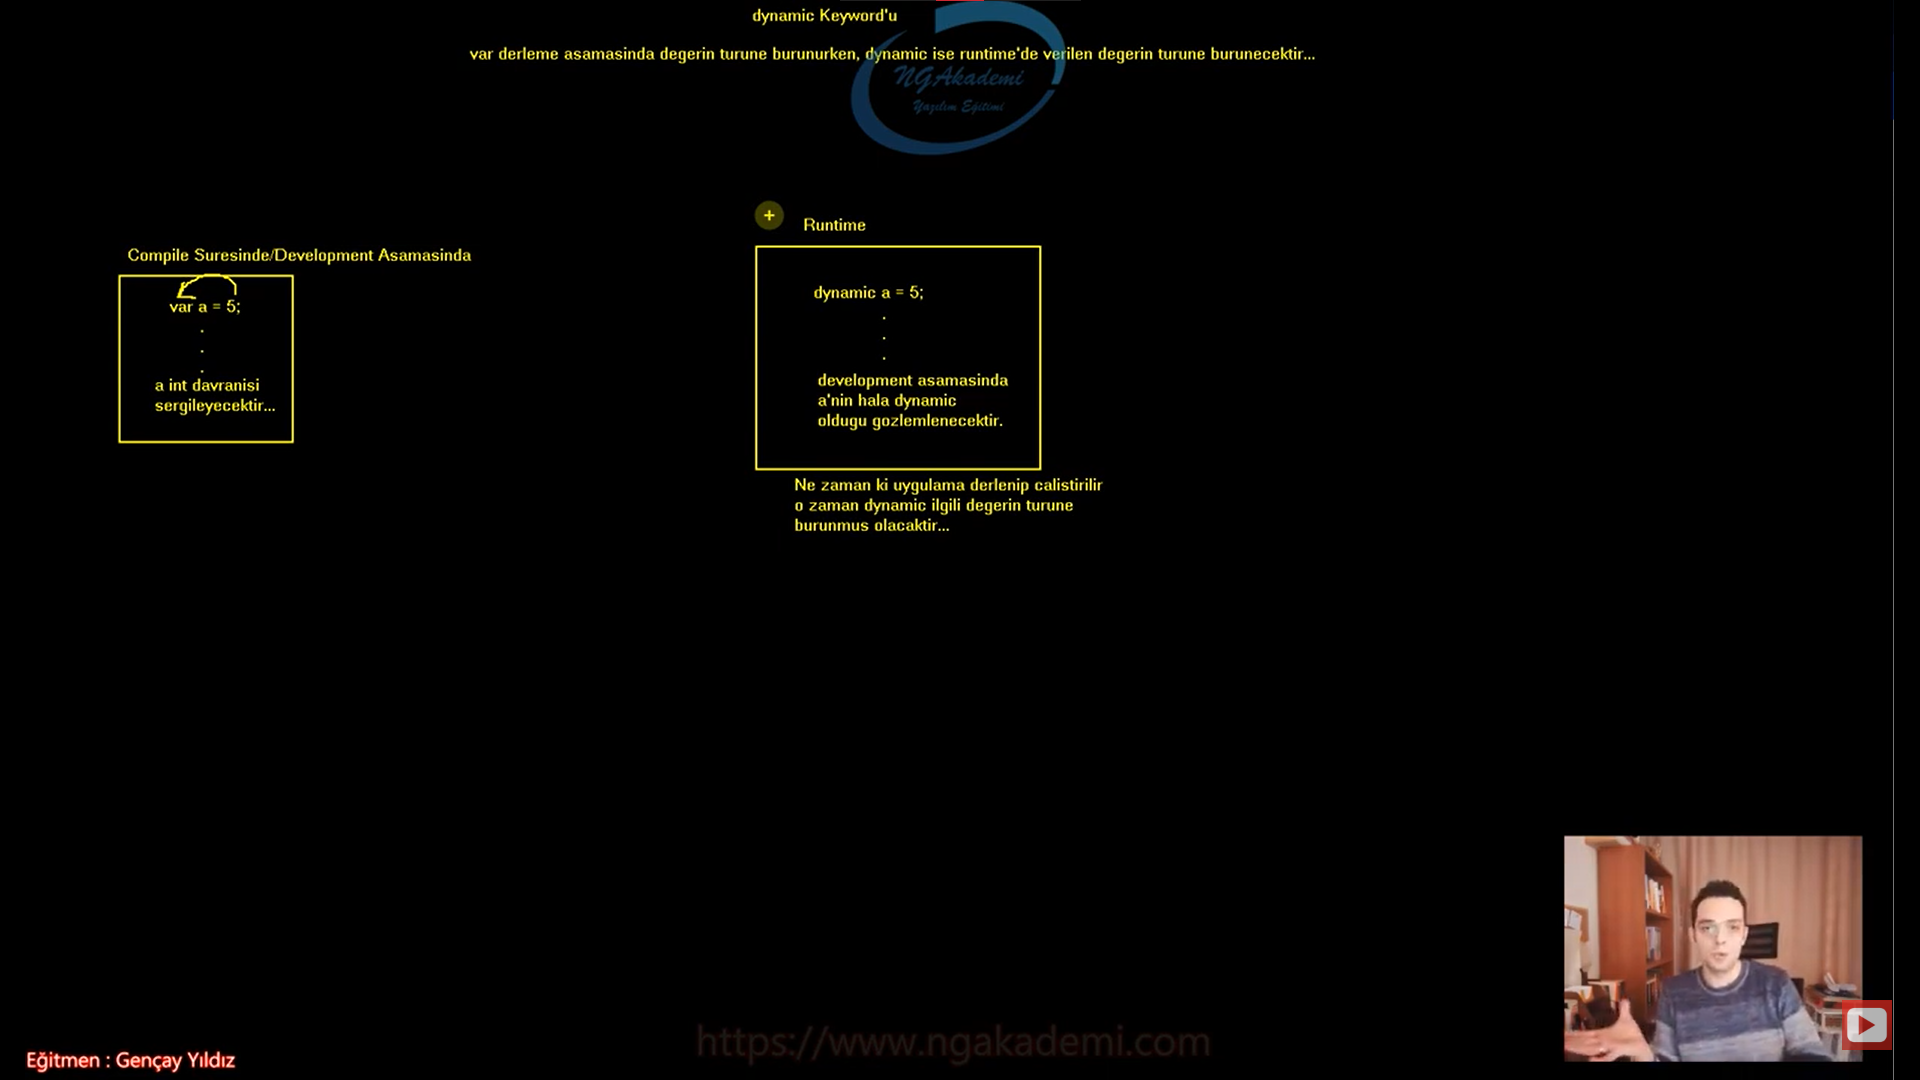 dynamic Keyword'u
var derleme asamasinda degerin turune burunurken, dynamic ise runtime'de verilen degerin turune burunecektir...
NGAkademi
Yazılım Eğitimi
Compile Suresinde/Development Asamasinda
var a = 5;
.
.
.
a int davranisi
sergileyecektir...
Runtime
dynamic a = 5;
.
.
.
development asamasinda
a'nin hala dynamic
oldugu gozlemlenecektir.
Ne zaman ki uygulama derlenip calistirilir
o zaman dynamic ilgili degerin turune
burunmus olacaktir...
https://www.ngakademi.com
Eğitmen : Gençay Yıldız